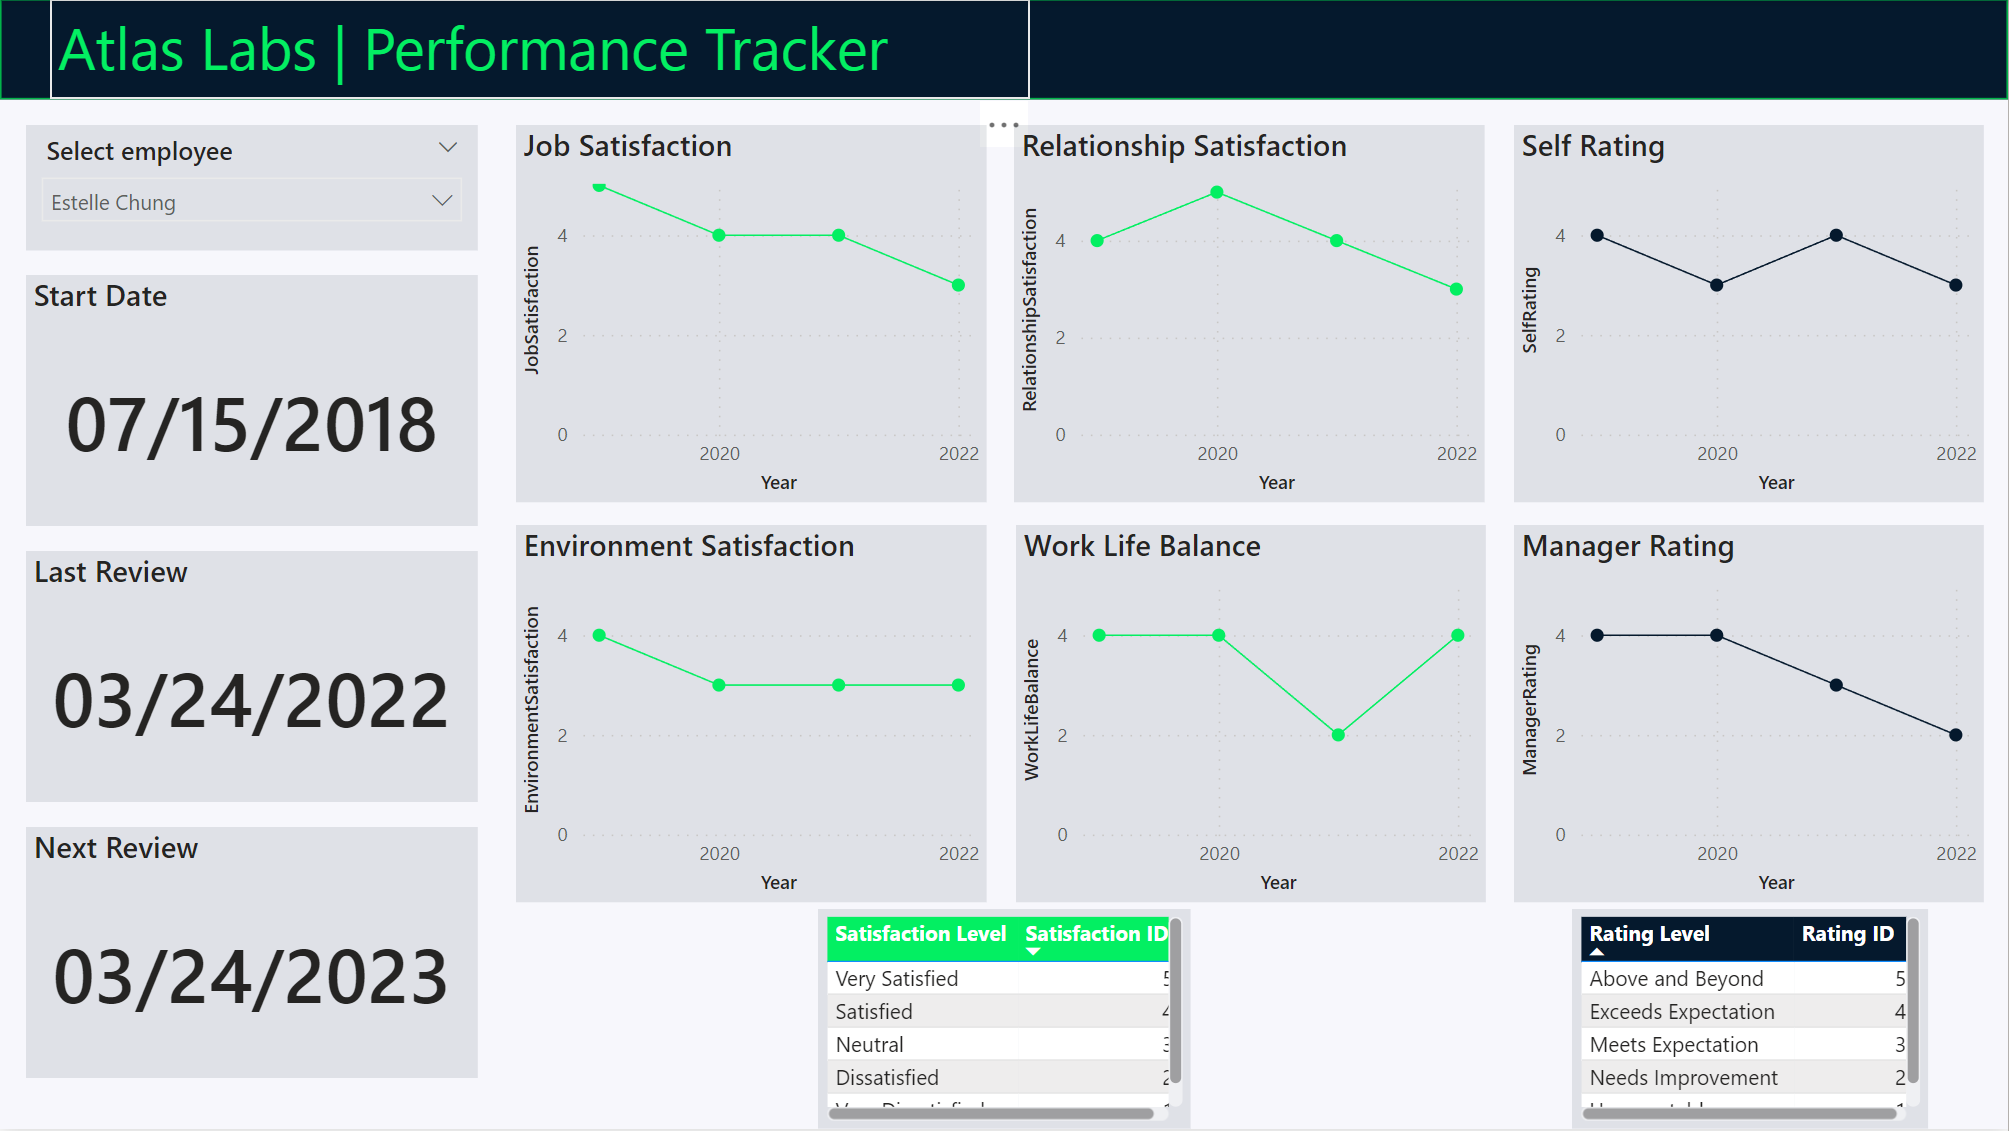 Atlas Labs | Performance Tracker
Select employee
Estelle Chung
Start Date
07/15/2018
Last Review
03/24/2022
Next Review
03/24/2023
Job Satisfaction
JobSatisfaction
4
2
0
2020
2022
Year
Relationship Satisfaction
RelationshipSatisfaction
4
2
0
2020
2022
Year
Self Rating
SelfRating
4
2
0
2020
2022
Year
Environment Satisfaction
EnvironmentSatisfaction
4
2
0
2020
2022
Year
Work Life Balance
WorkLifeBalance
4
2
0
2020
2022
Year
Manager Rating
ManagerRating
4
2
0
2020
2022
Year
Satisfaction Level Satisfaction ID
Very Satisfied 5
Satisfied 4
Neutral 3
Dissatisfied 2
Rating Level Rating ID
Above and Beyond 5
Exceeds Expectation 4
Meets Expectation 3
Needs Improvement 2